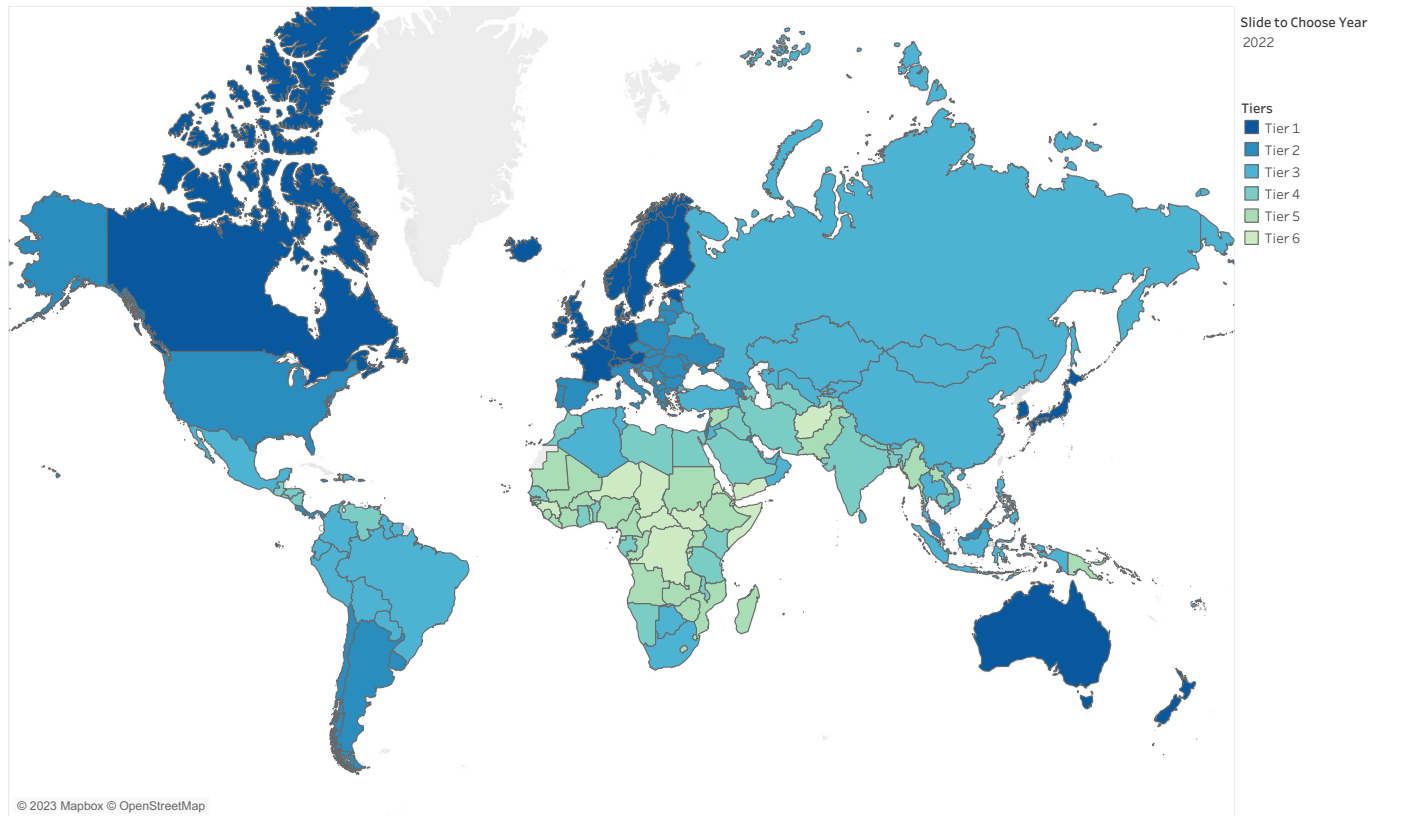 Slide to Choose Year
2022
Tiers
Tier 1
Tier 2
Tier 3
Tier 4
Tier 5
Tier 6
© 2023 Mapbox © OpenStreetMap